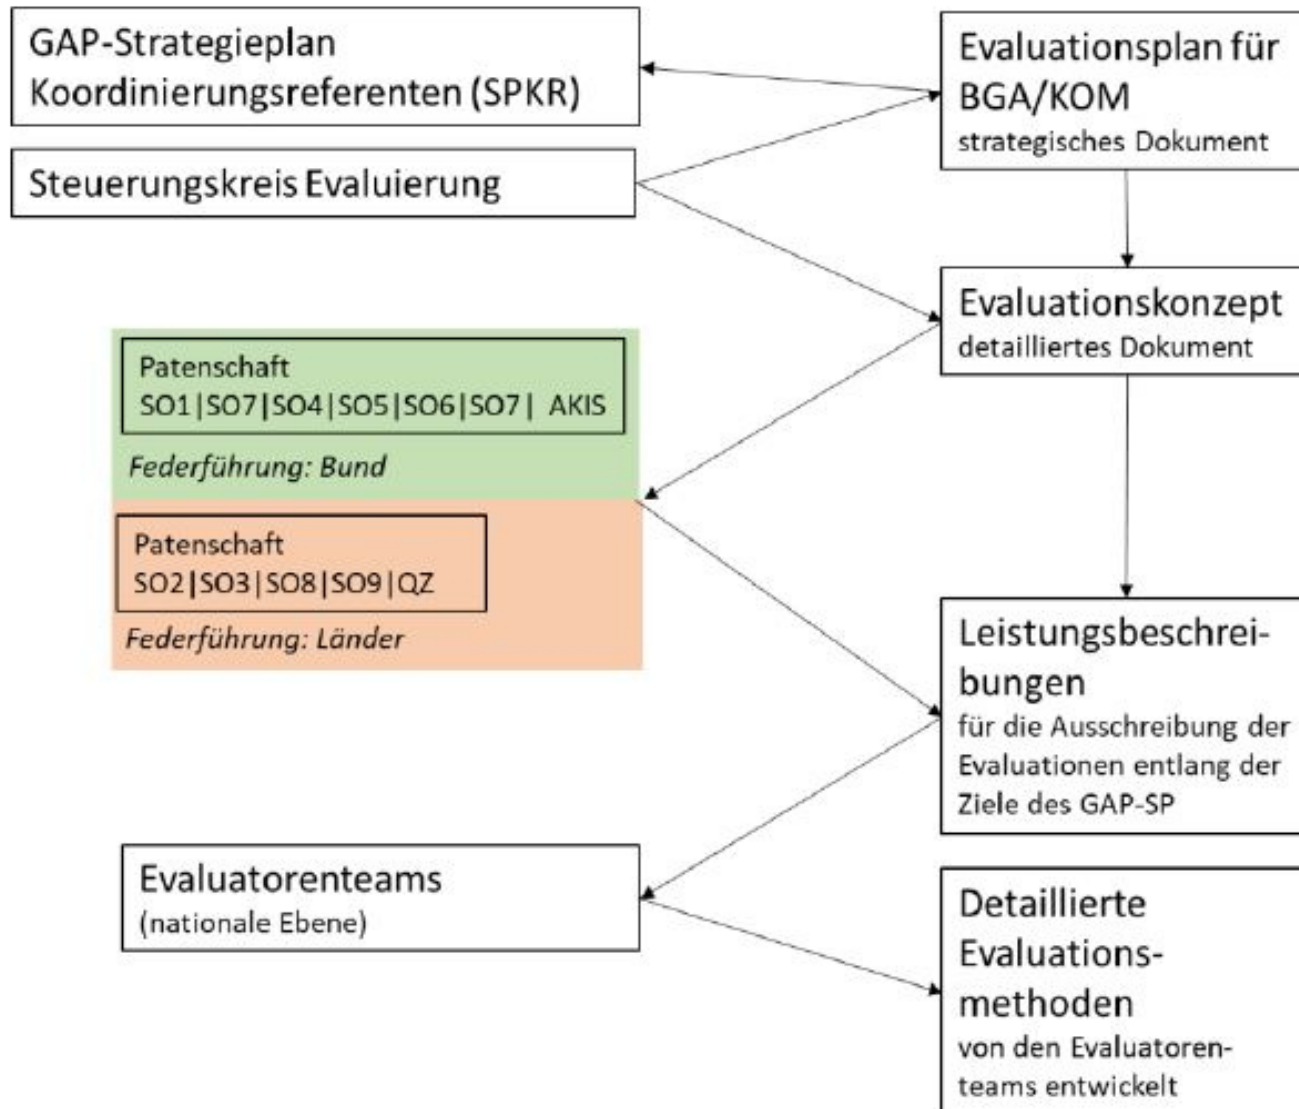 GAP-Strategieplan
Koordinierungsreferenten (SPKR)
Steuerungskreis Evaluierung
Evaluationsplan für
BGA/KOM
strategisches Dokument
Evaluationskonzept
detailliertes Dokument
Patenschaft
SO1|SO7|SO4|SO5|SO6|SO7| AKIS
Federführung: Bund
Patenschaft
SO2|SO3|SO8|SO9|QZ
Federführung: Länder
Leistungsbeschrei-
bungen
für die Ausschreibung der
Evaluationen entlang der
Ziele des GAP-SP
Evaluatorenteams
(nationale Ebene)
Detaillierte
Evaluations-
methoden
von den Evaluatoren-
teams entwickelt